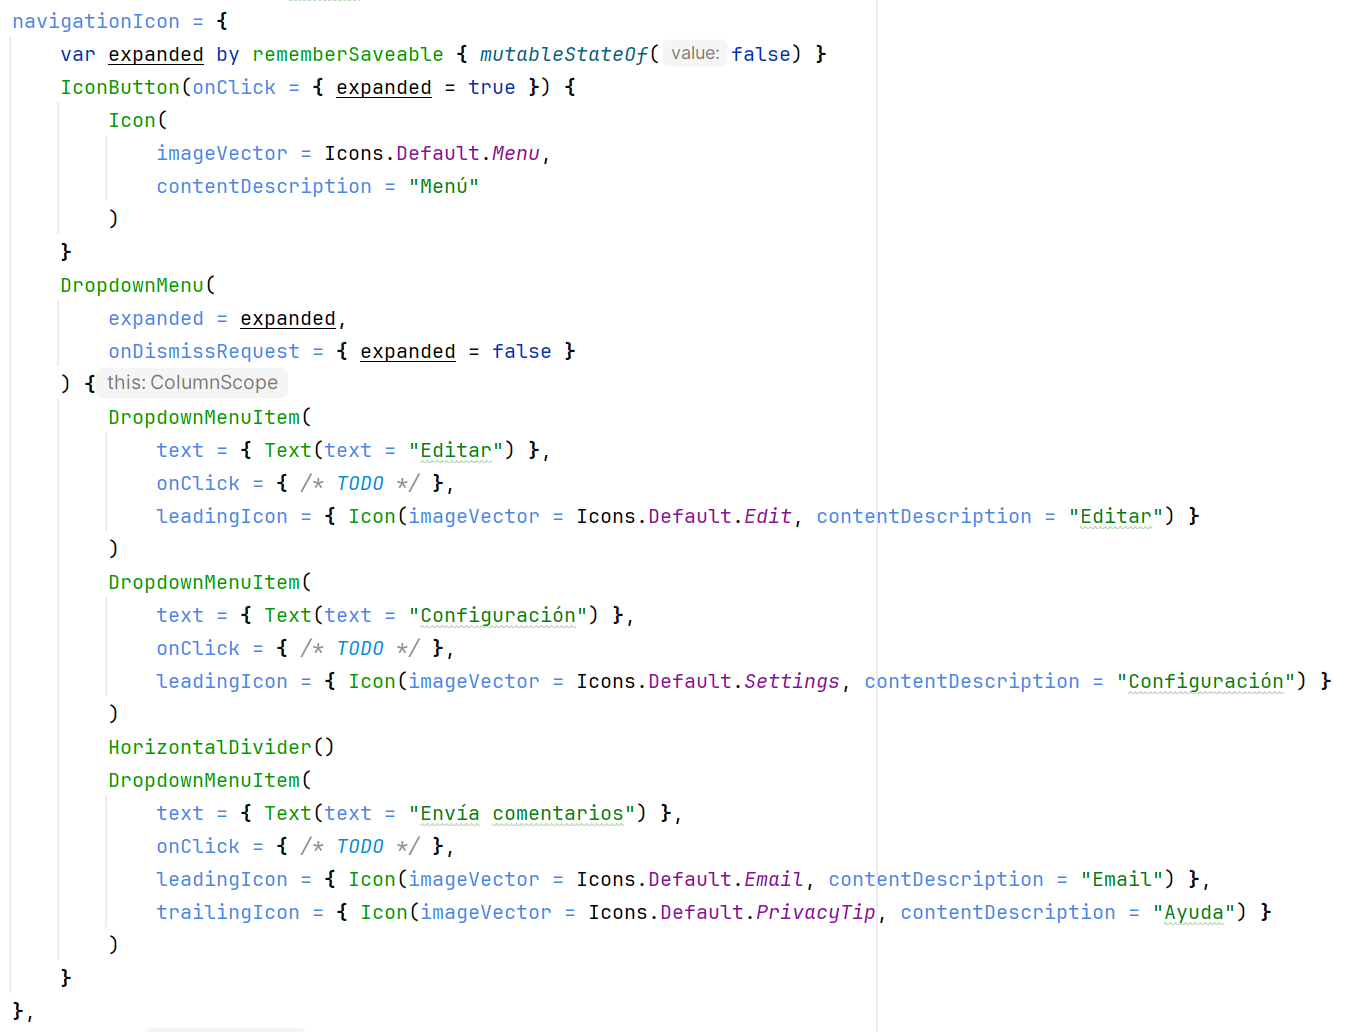 navigationIcon = {
    var expanded by rememberSaveable { mutableStateOf( value: false) }
    IconButton(onClick = { expanded = true }) {
        Icon(
            imageVector = Icons.Default.Menu,
            contentDescription = "Menú"
        )
    }
    DropdownMenu(
        expanded = expanded,
        onDismissRequest = { expanded = false }
    ) { this: ColumnScope
        DropdownMenuItem(
            text = { Text(text = "Editar") },
            onClick = { /* TODO */ },
            leadingIcon = { Icon(imageVector = Icons.Default.Edit, contentDescription = "Editar") }
        )
        DropdownMenuItem(
            text = { Text(text = "Configuración") },
            onClick = { /* TODO */ },
            leadingIcon = { Icon(imageVector = Icons.Default.Settings, contentDescription = "Configuración") }
        )
        HorizontalDivider()
        DropdownMenuItem(
            text = { Text(text = "Envía comentarios") },
            onClick = { /* TODO */ },
            leadingIcon = { Icon(imageVector = Icons.Default.Email, contentDescription = "Email") },
            trailingIcon = { Icon(imageVector = Icons.Default.PrivacyTip, contentDescription = "Ayuda") }
        )
    }
},